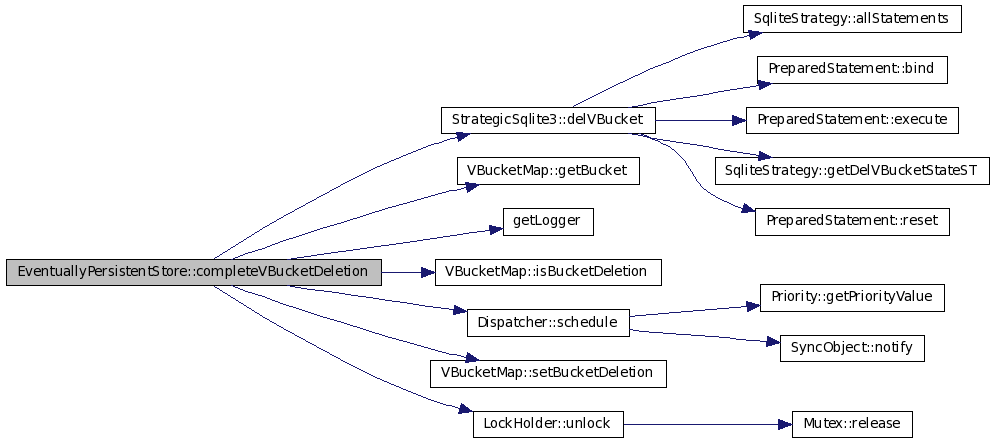 SqliteStrategy::allStatements
PreparedStatement::bind
StrategicSqlite3::delVBucket
PreparedStatement::execute
VBucketMap::getBucket
SqliteStrategy::getDelVBucketStateST
getLogger
PreparedStatement::reset
EventuallyPersistentStore::completeVBucketDeletion
VBucketMap::isBucketDeletion
Priority::getPriorityValue
Dispatcher::schedule
SyncObject::notify
VBucketMap::setBucketDeletion
LockHolder::unlock
Mutex::release